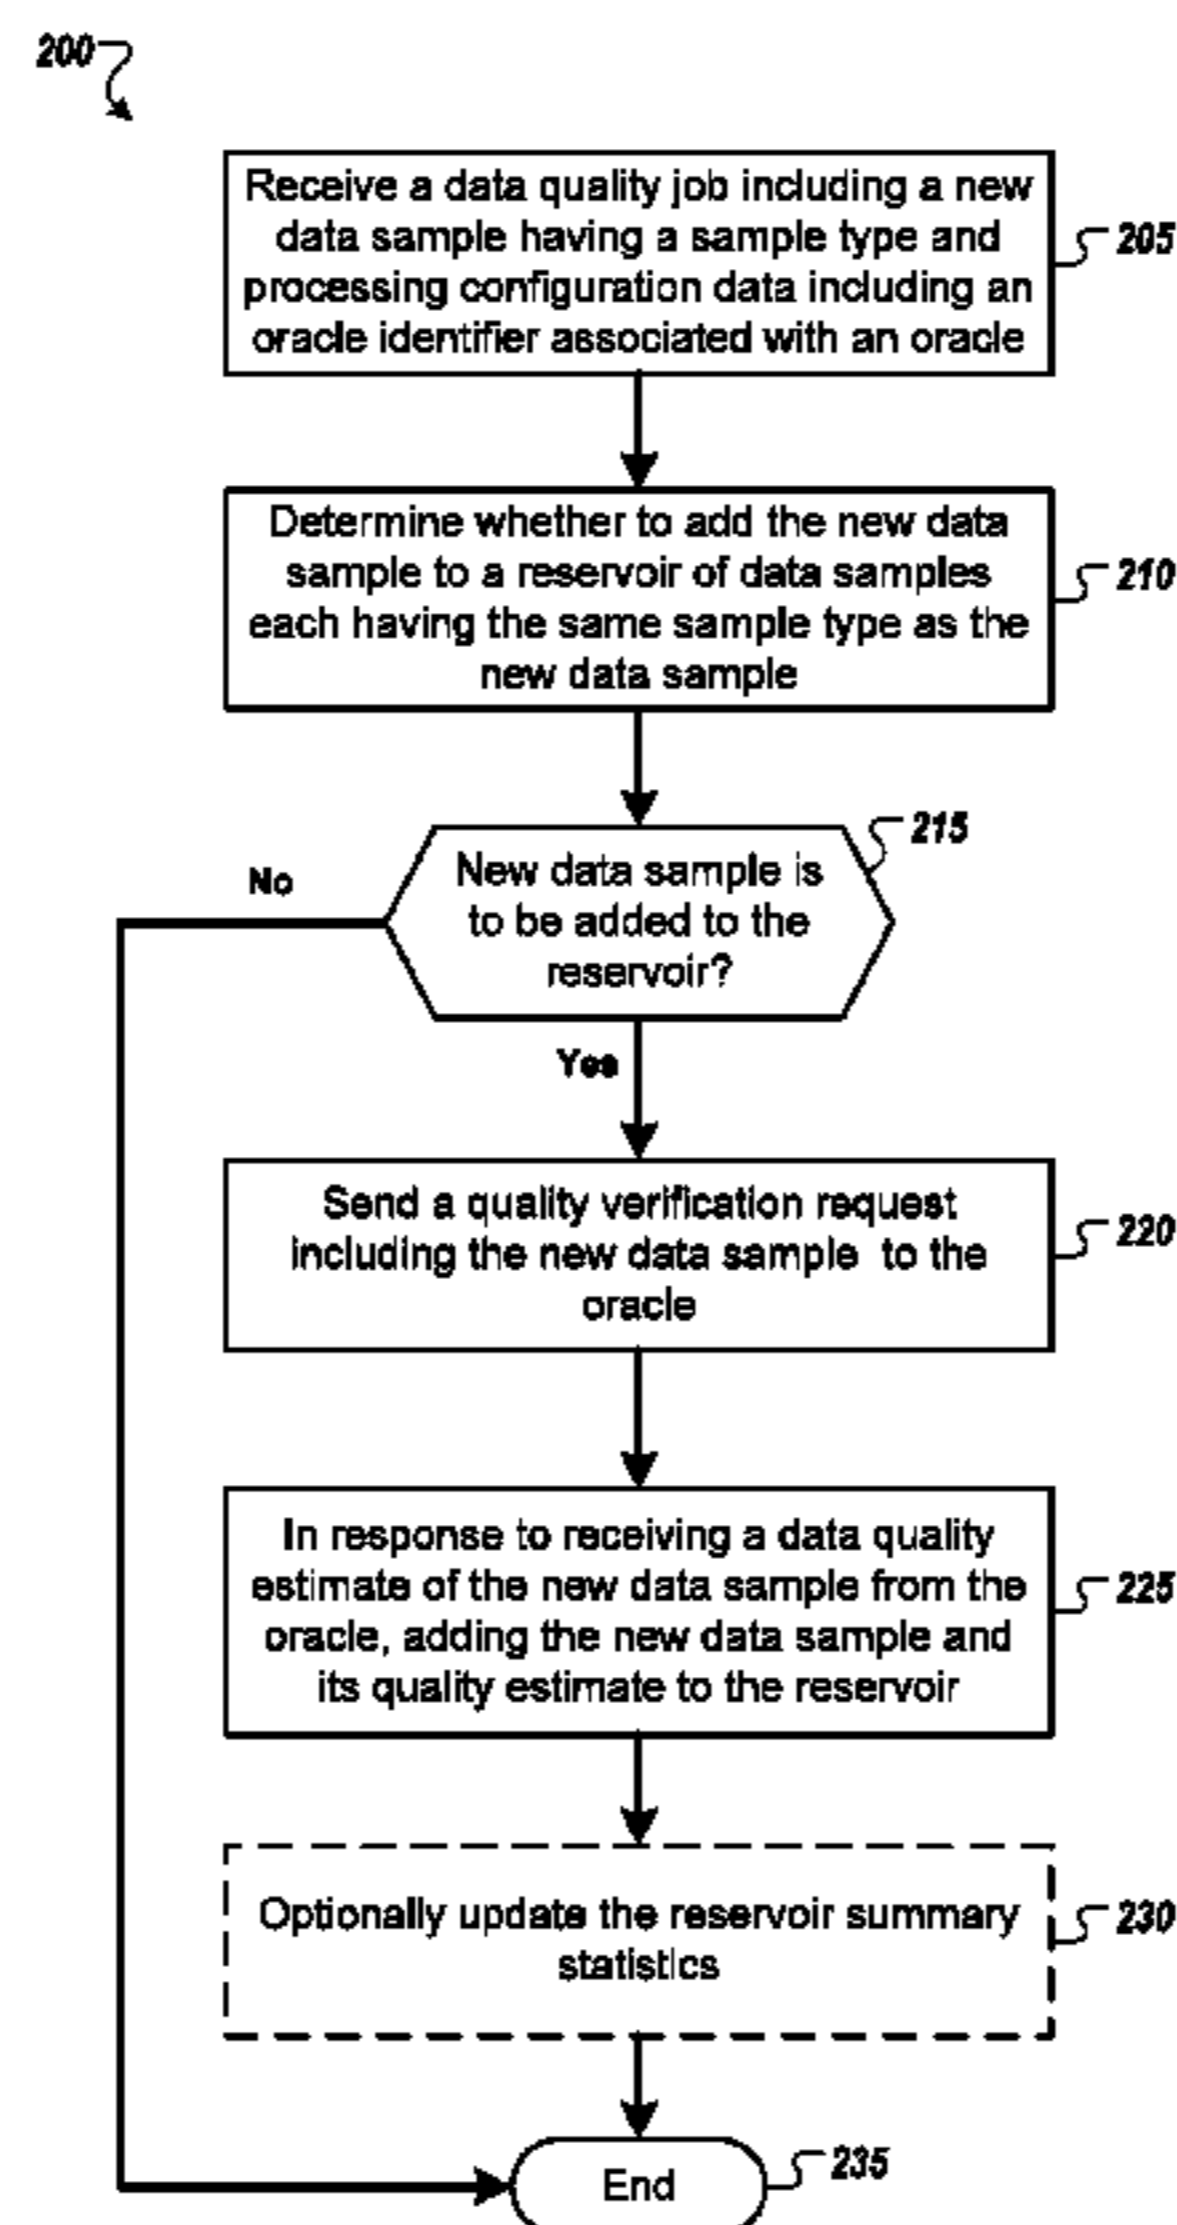 200
Receive a data quality job including a new
data sample having a sample type and
processing configuration data including an
oracle identifier associated with an oracle
205
Determine whether to add the new data
sample to a reservoir of data samples
each having the same sample type as the
new data sample
210
New data sample is
to be added to the
reservoir?
215
No
Yes
Send a quality verification request
including the new data sample to the
oracle
220
In response to receiving a data quality
estimate of the new data sample from the
oracle, adding the new data sample and
its quality estimate to the reservoir
225
Optionally update the reservoir summary
statistics
230
End
235